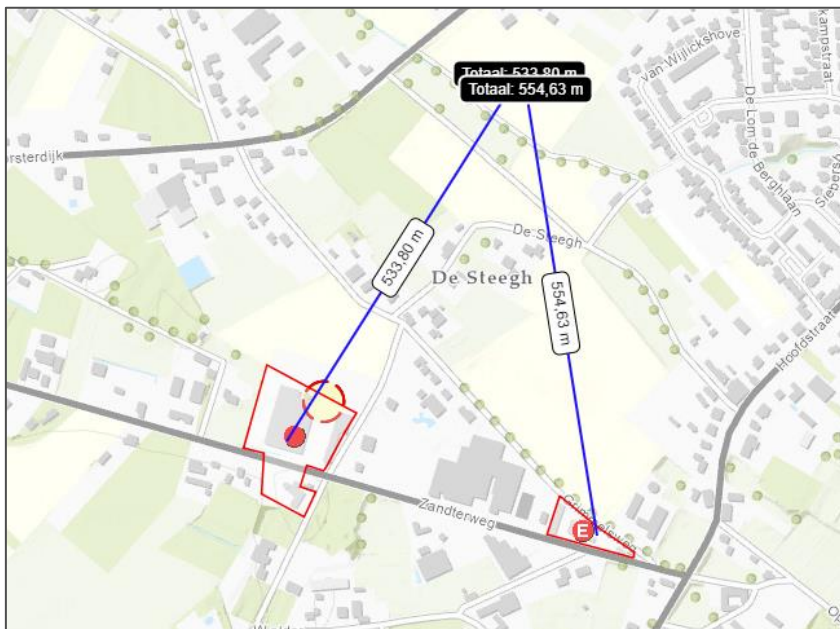 Totaal: 533,80 m
Totaal: 554,63 m
van Wijlickshove
kampstraat
De Lom de
Berghlaan
orsterdijk
De Steegh
533,80 m
De Steegh
554,63 m
Hoofdstraat
Zandterweg
E